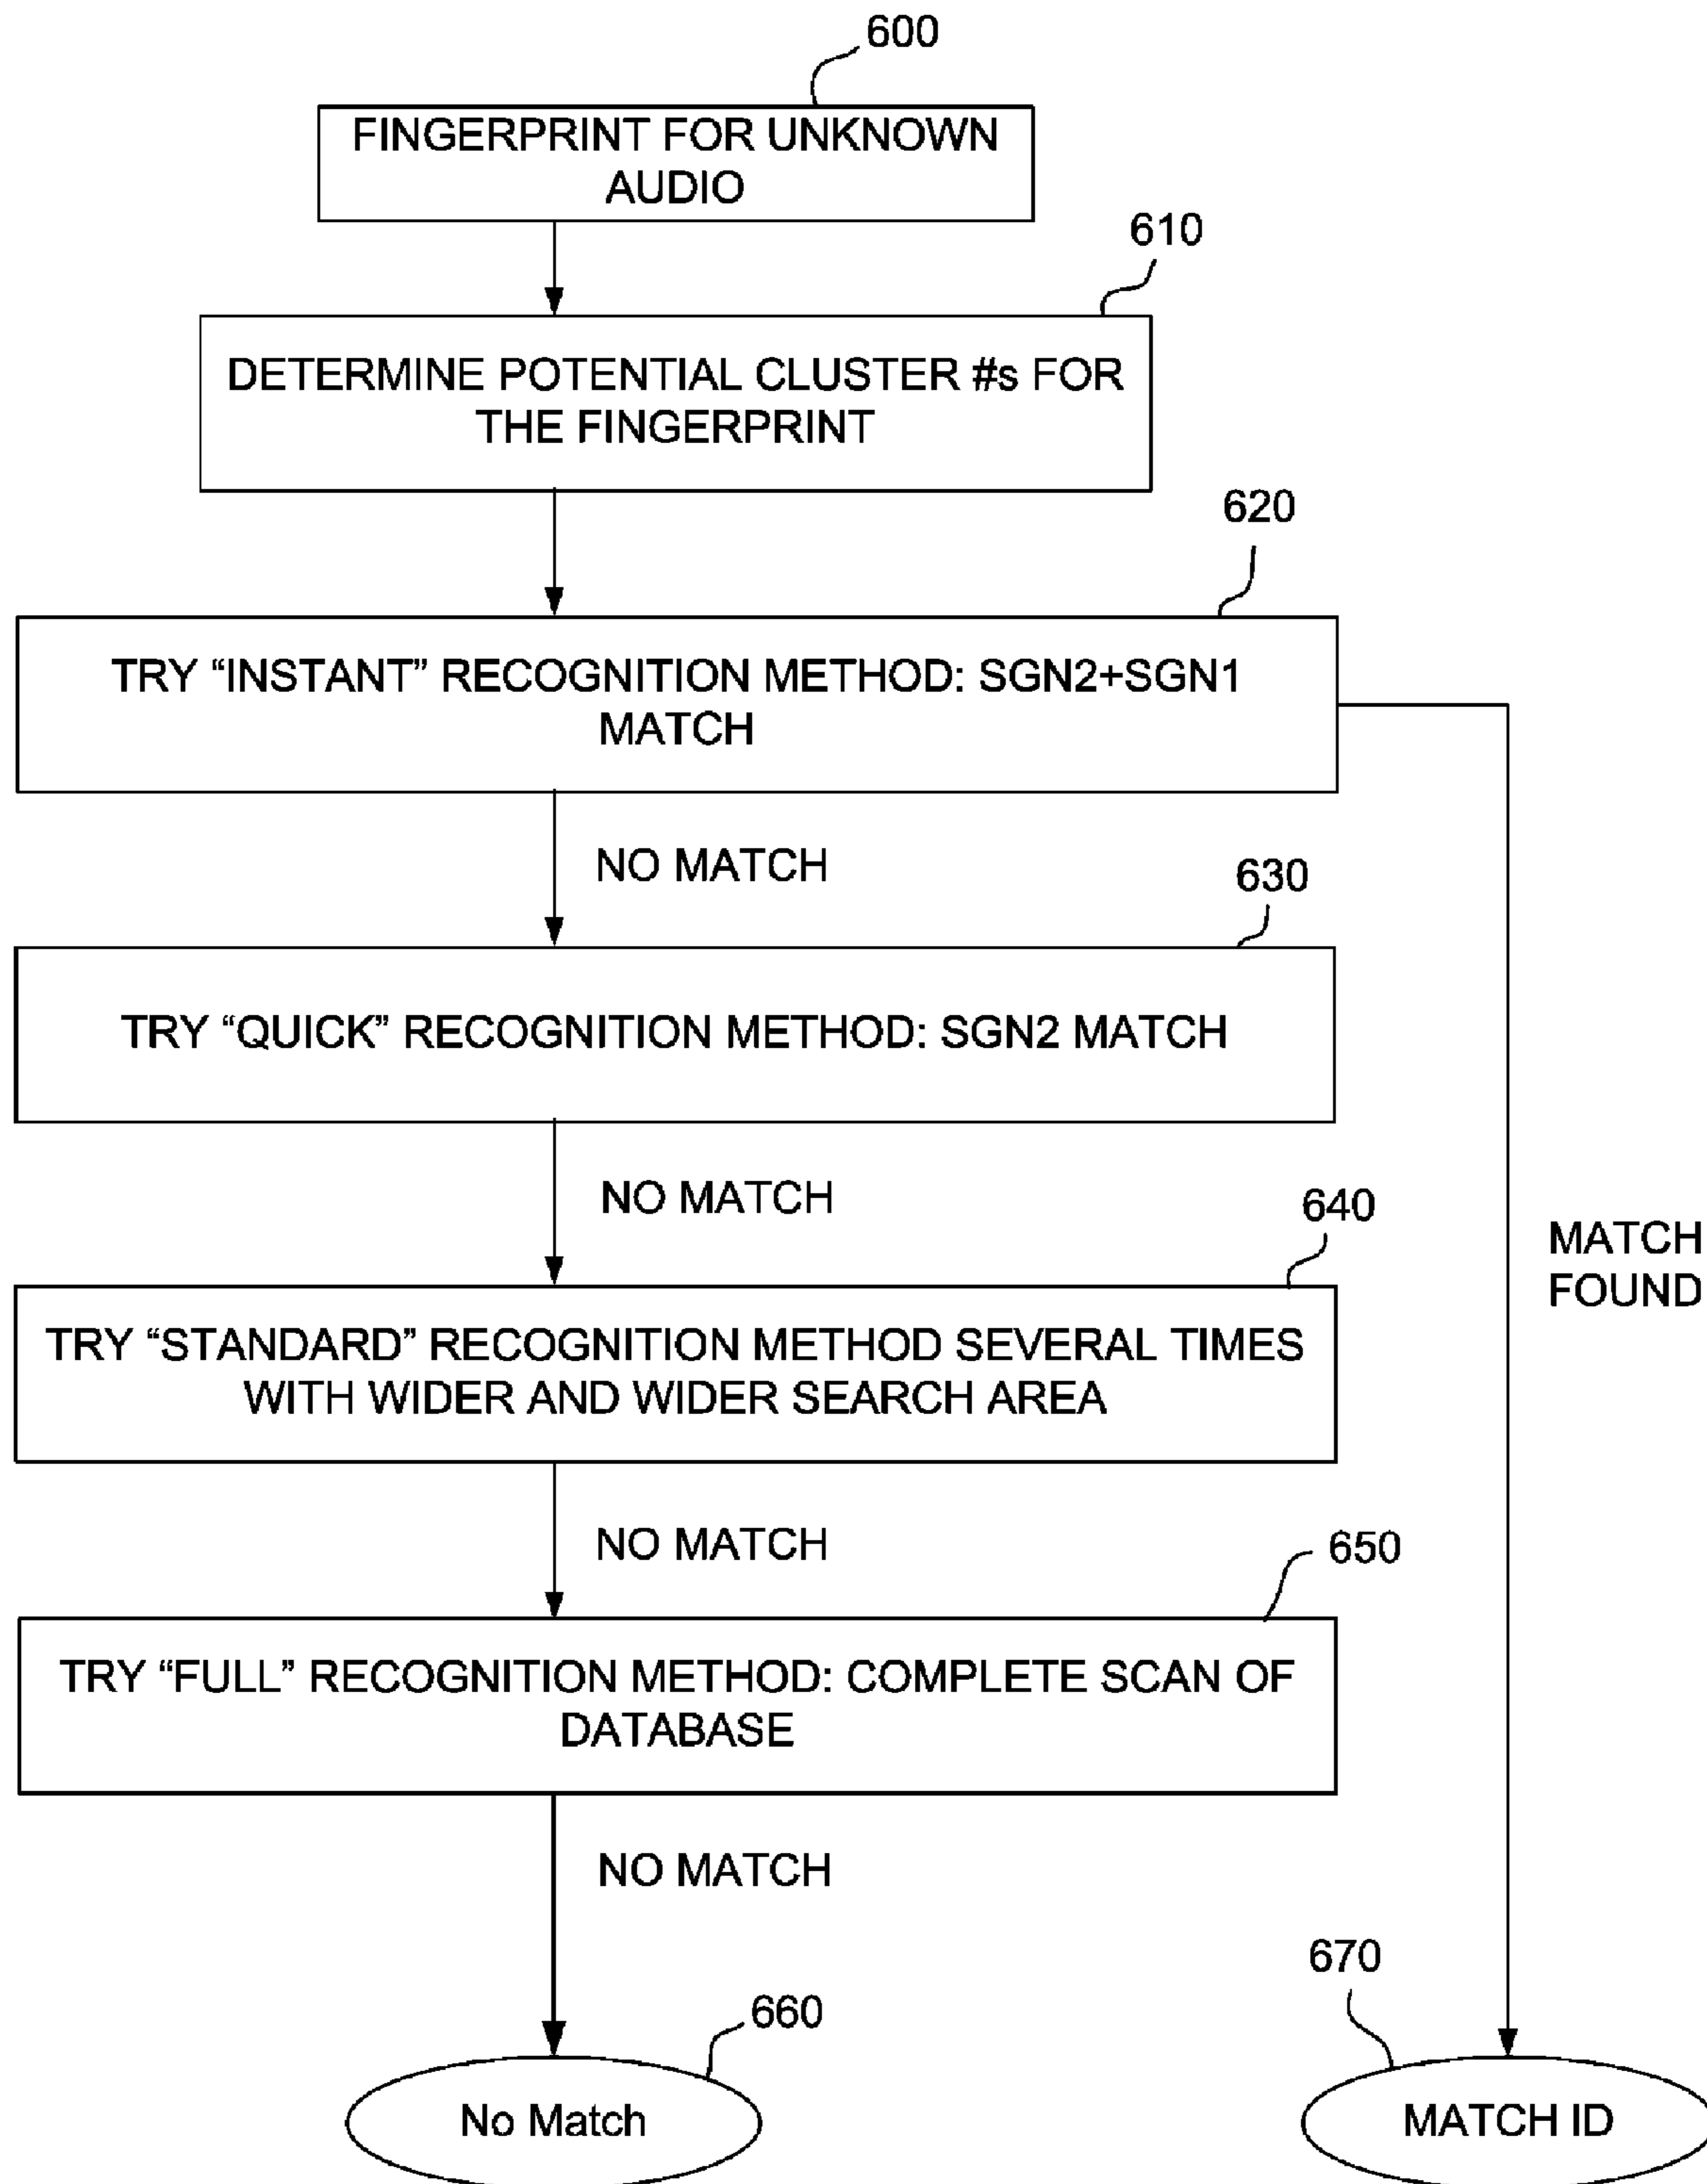 600
FINGERPRINT FOR UNKNOWN
AUDIO
610
DETERMINE POTENTIAL CLUSTER #s FOR
THE FINGERPRINT
620
TRY “INSTANT” RECOGNITION METHOD: SGN2+SGN1
MATCH
NO MATCH
630
TRY “QUICK” RECOGNITION METHOD: SGN2 MATCH
NO MATCH
640
MATCH
FOUND
TRY “STANDARD” RECOGNITION METHOD SEVERAL TIMES
WITH WIDER AND WIDER SEARCH AREA
NO MATCH
650
TRY “FULL” RECOGNITION METHOD: COMPLETE SCAN OF
DATABASE
NO MATCH
670
660
No Match
MATCH ID